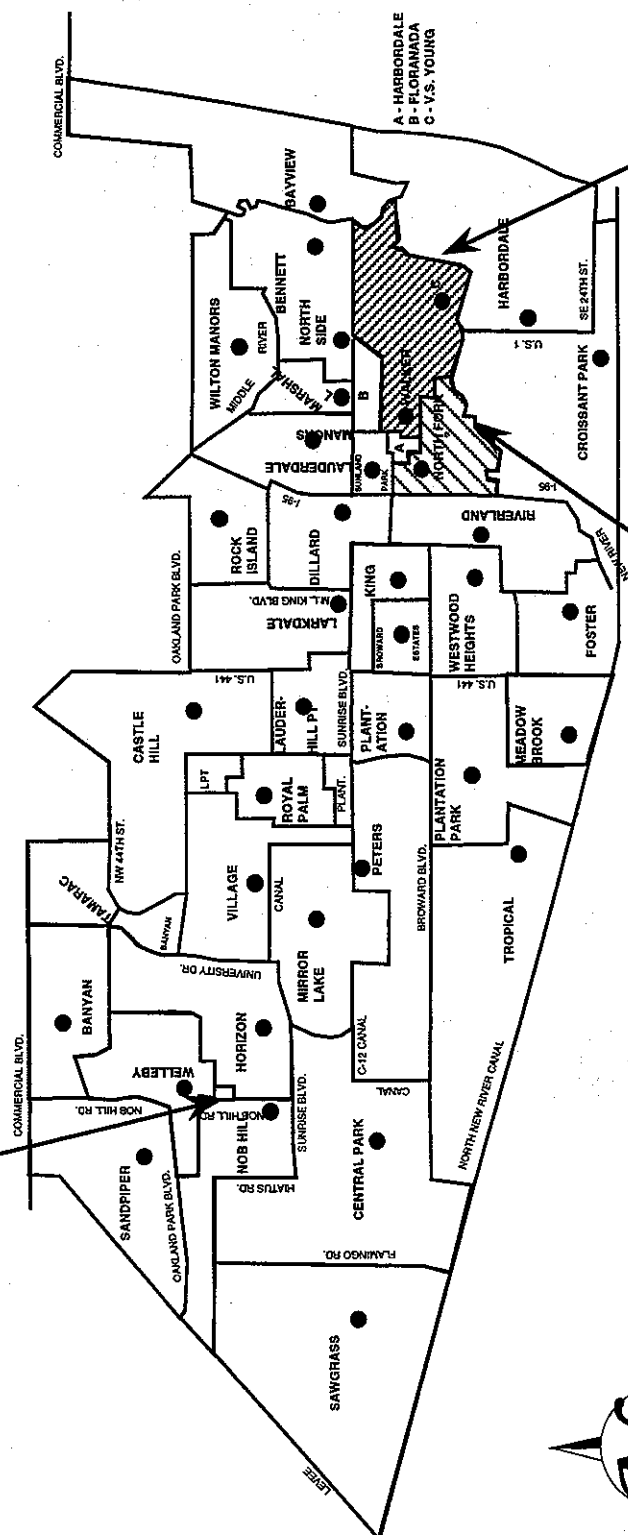 COMMERCIAL BLVD.
A - HARBORDALE
B - FLORANADA
C - V.S. YOUNG
BAYVIEW
BENNETT
NORTH
SIDE
WILTON MANORS
MIDDLE
RIVER
MARSHALL
B
C
WALKER
HARBORDALE
SE 24TH ST.
U.S. 1
CROISSANT PARK
LAUDERDALE
MANORS
SUNLAND
PARK
A
NORTH FORK
I-95
I-95
NEW RIVER
RIVERLAND
ROCK
ISLAND
DILLARD
OAKLAND PARK BLVD.
M.L. KING BLVD.
LARKDALE
KING
BROWARD
ESTATES
WESTWOOD
HEIGHTS
FOSTER
U.S. 441
U.S. 441
CASTLE
HILL
LAUDER-
HILL PT
SUNRISE BLVD.
PLANT-
ATION
MEADOW
BROOK
PLANTATION
PARK
NW 44TH ST.
LPT
ROYAL
PALM
PLANT.
PETERS
BROWARD BLVD.
TROPICAL
TAMARAC
BANYAN
VILLAGE
CANAL
MIRROR
LAKE
UNIVERSITY DR.
C-12 CANAL
CANAL
NORTH NEW RIVER CANAL
COMMERCIAL BLVD.
BANYAN
WELLEBY
HORIZON
NOB HILL RD.
NOB HILL RD.
NOB HILL
SUNRISE BLVD.
SANDPIPER
OAKLAND PARK BLVD.
HIATUS RD.
CENTRAL PARK
FLAMINGO RD.
SAWGRASS
LEVEE